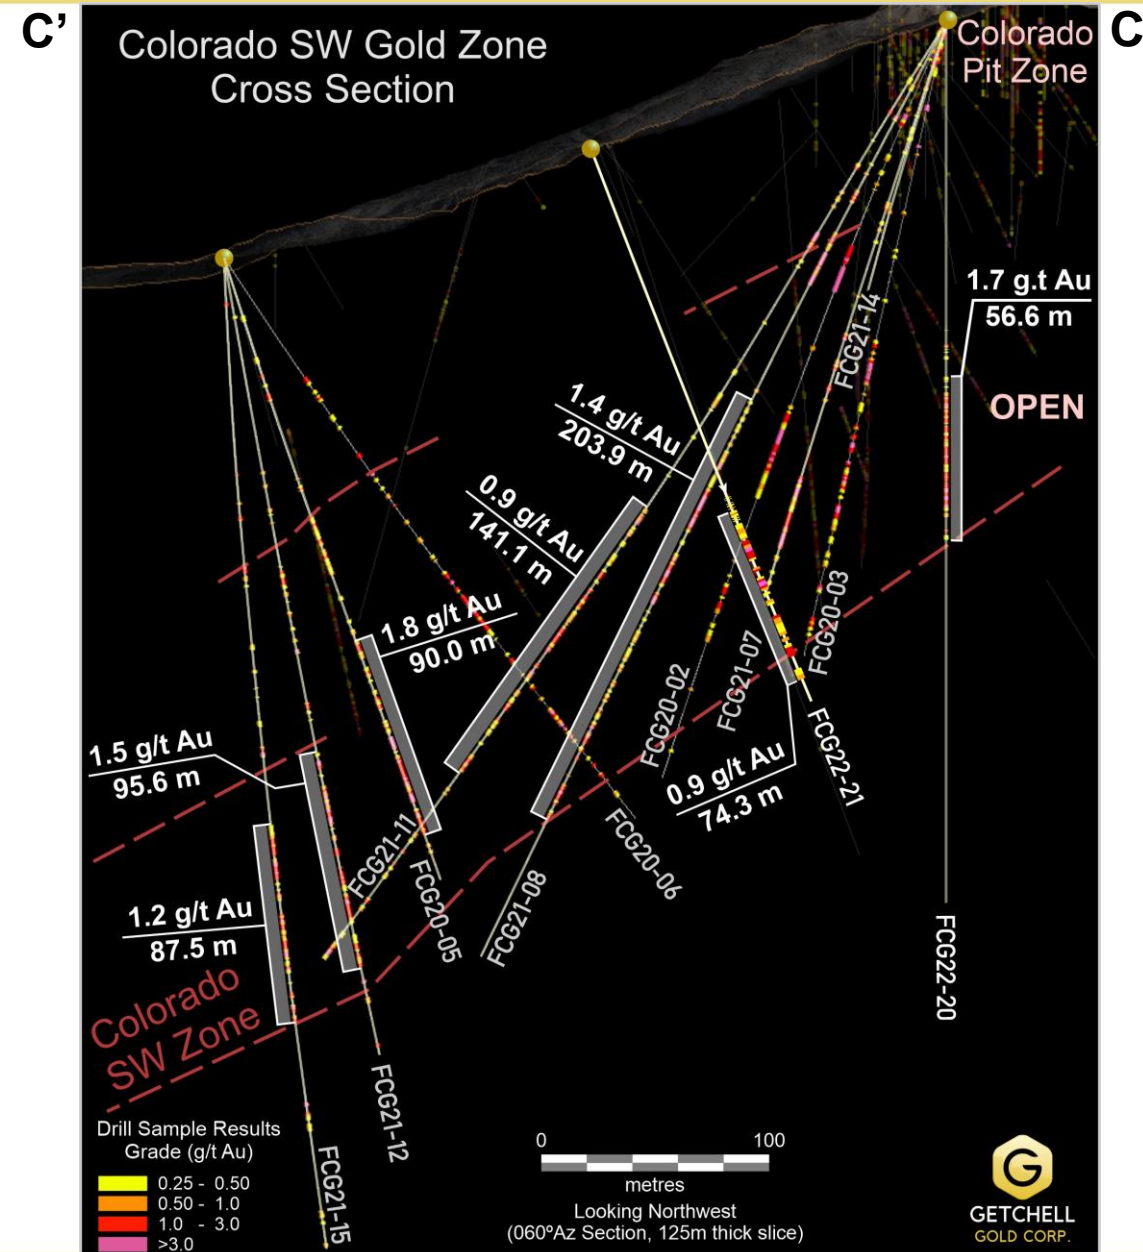 C’
Colorado SW Gold Zone
Cross Section
Colorado
Pit Zone
C
1.7 g.t Au
56.6 m
FCG21-14
OPEN
1.4 g/t Au
203.9 m
0.9 g/t Au
141.1 m
1.8 g/t Au
90.0 m
FCG20-03
FCG21-07
FCG20-02
FCG22-21
0.9 g/t Au
74.3 m
1.5 g/t Au
95.6 m
FCG21-11
FCG20-05
FCG21-08
FCG20-06
1.2 g/t Au
87.5 m
FCG22-20
Colorado
SW Zone
FCG21-12
FCG21-15
Drill Sample Results
Grade (g/t Au)
0.25 - 0.50
0.50 - 1.0
1.0 - 3.0
>3.0
0 100
metres
Looking Northwest
(060ºAz Section, 125m thick slice)
G
GETCHELL
GOLD CORP.